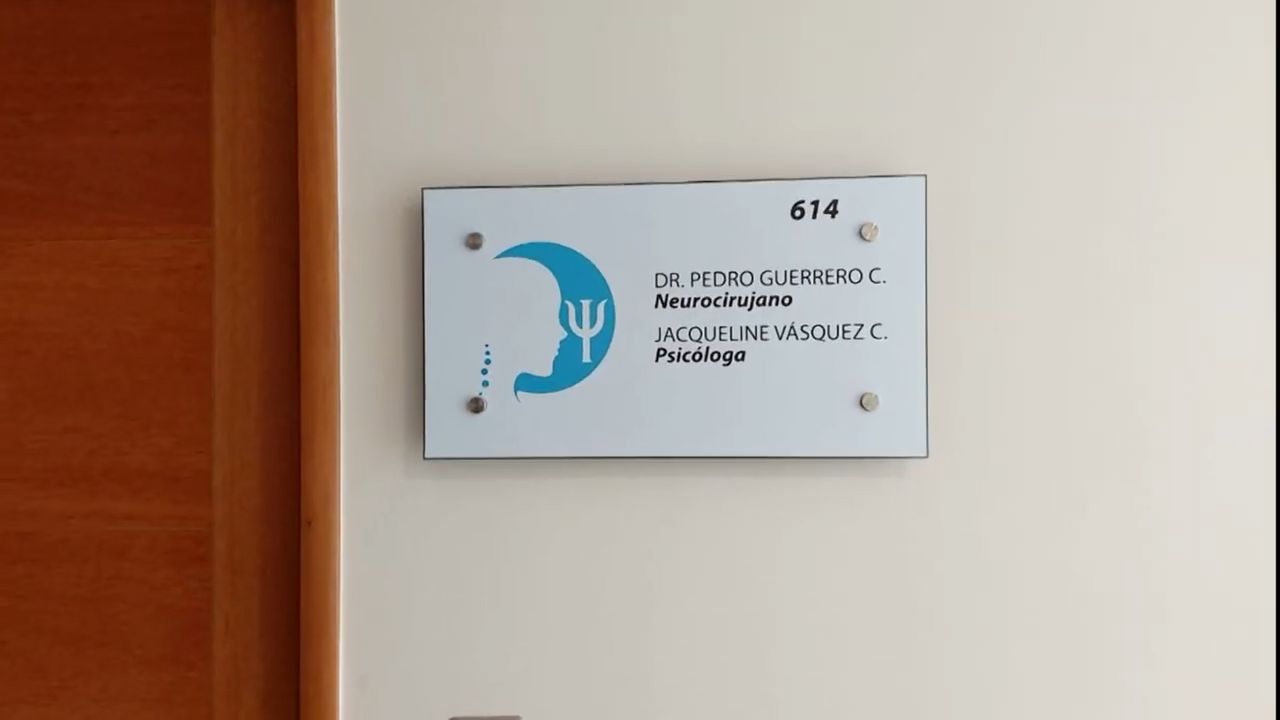 614
DR. PEDRO GUERRERO C.
Neurocirujano
JACQUELINE VÁSQUEZ C.
Psicóloga